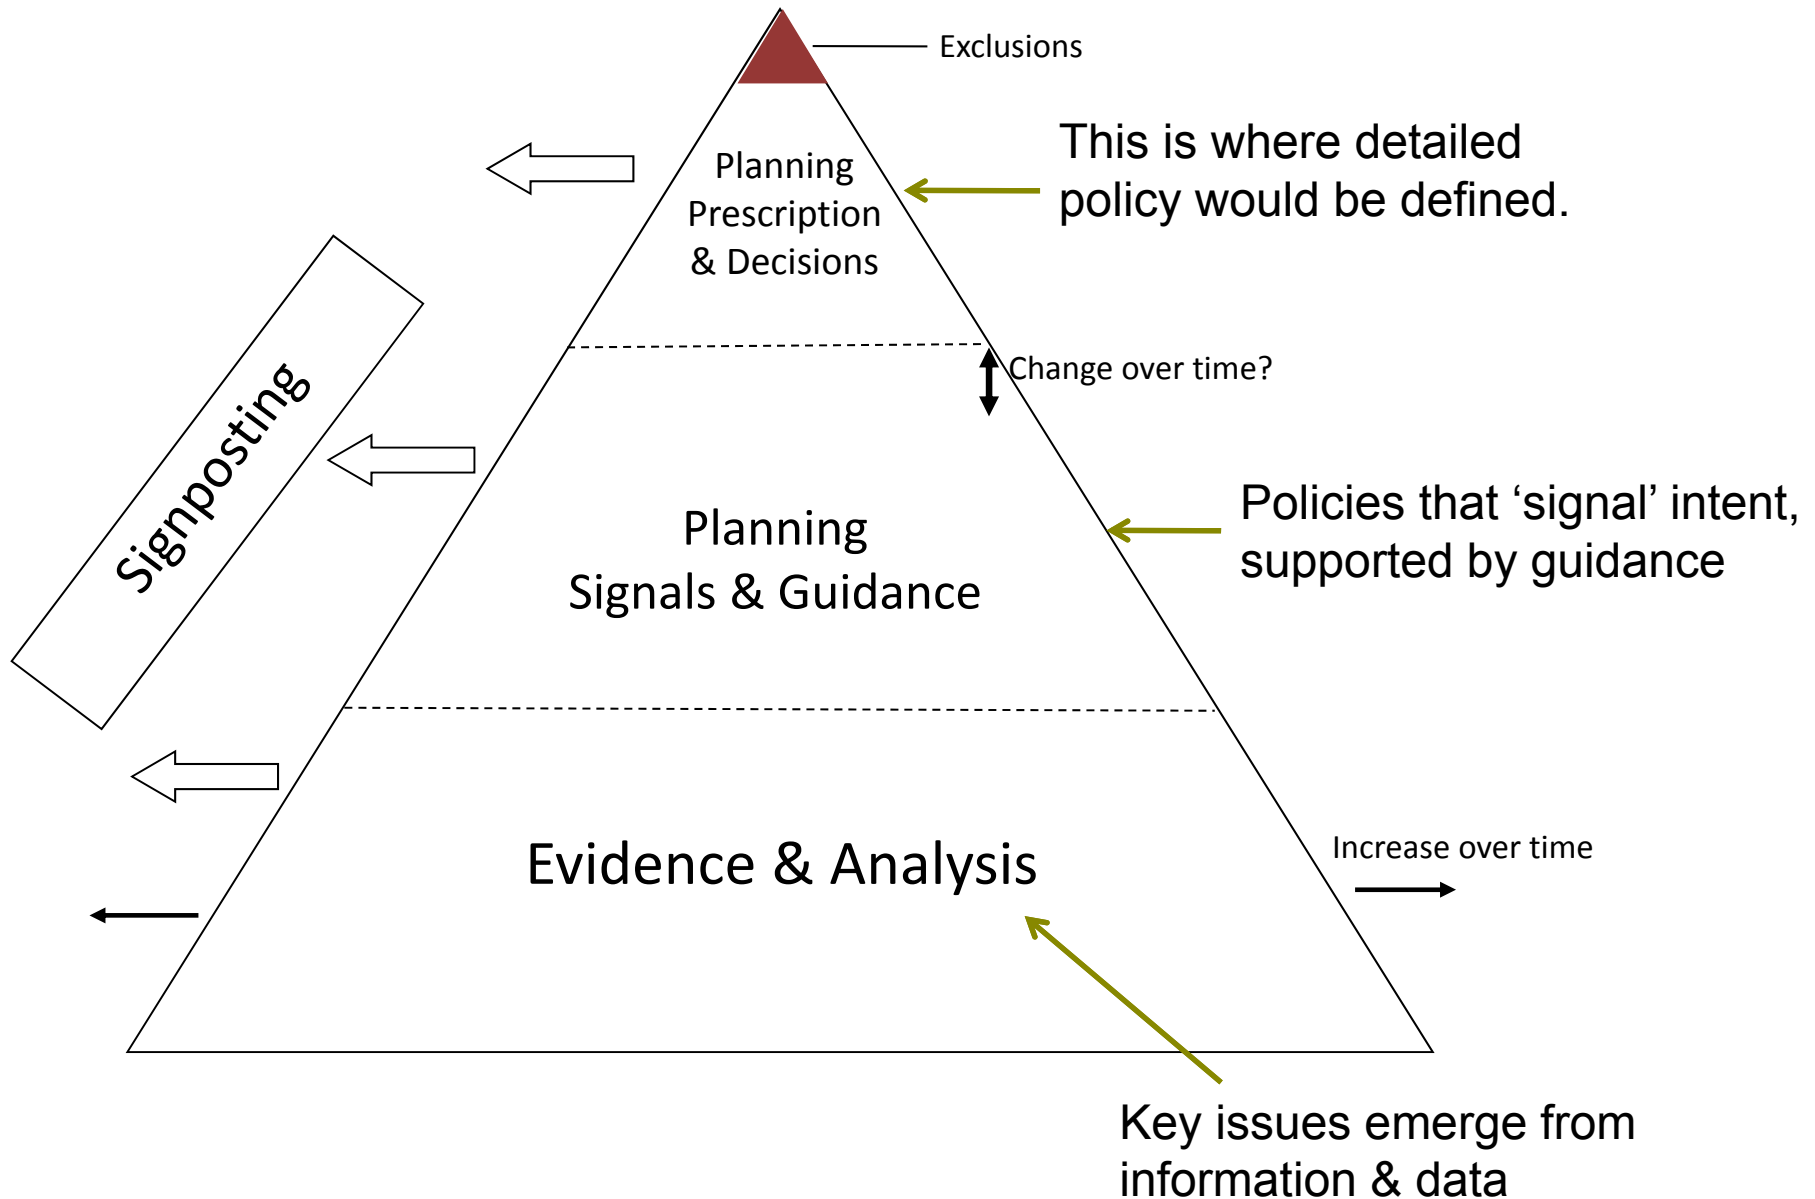 Exclusions
This is where detailed
policy would be defined.
Planning
Prescription
& Decisions
Change over time?
Signposting
Policies that ‘signal’ intent,
supported by guidance
Planning
Signals & Guidance
Increase over time
Evidence & Analysis
Key issues emerge from
information & data